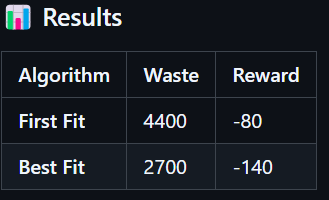 📊 Results
Algorithm Waste Reward
First Fit 4400 -80
Best Fit 2700 -140